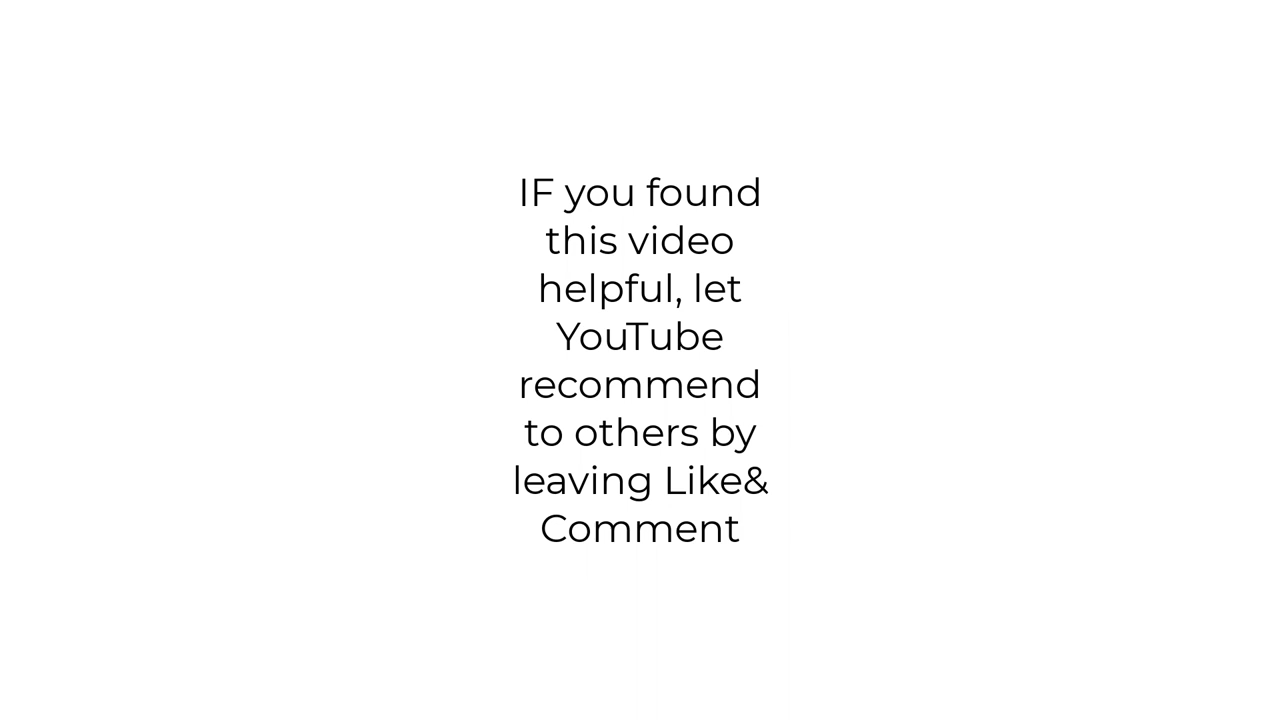 IF you found
this video
helpful, let
YouTube
recommend
to others by
leaving Like&
Comment